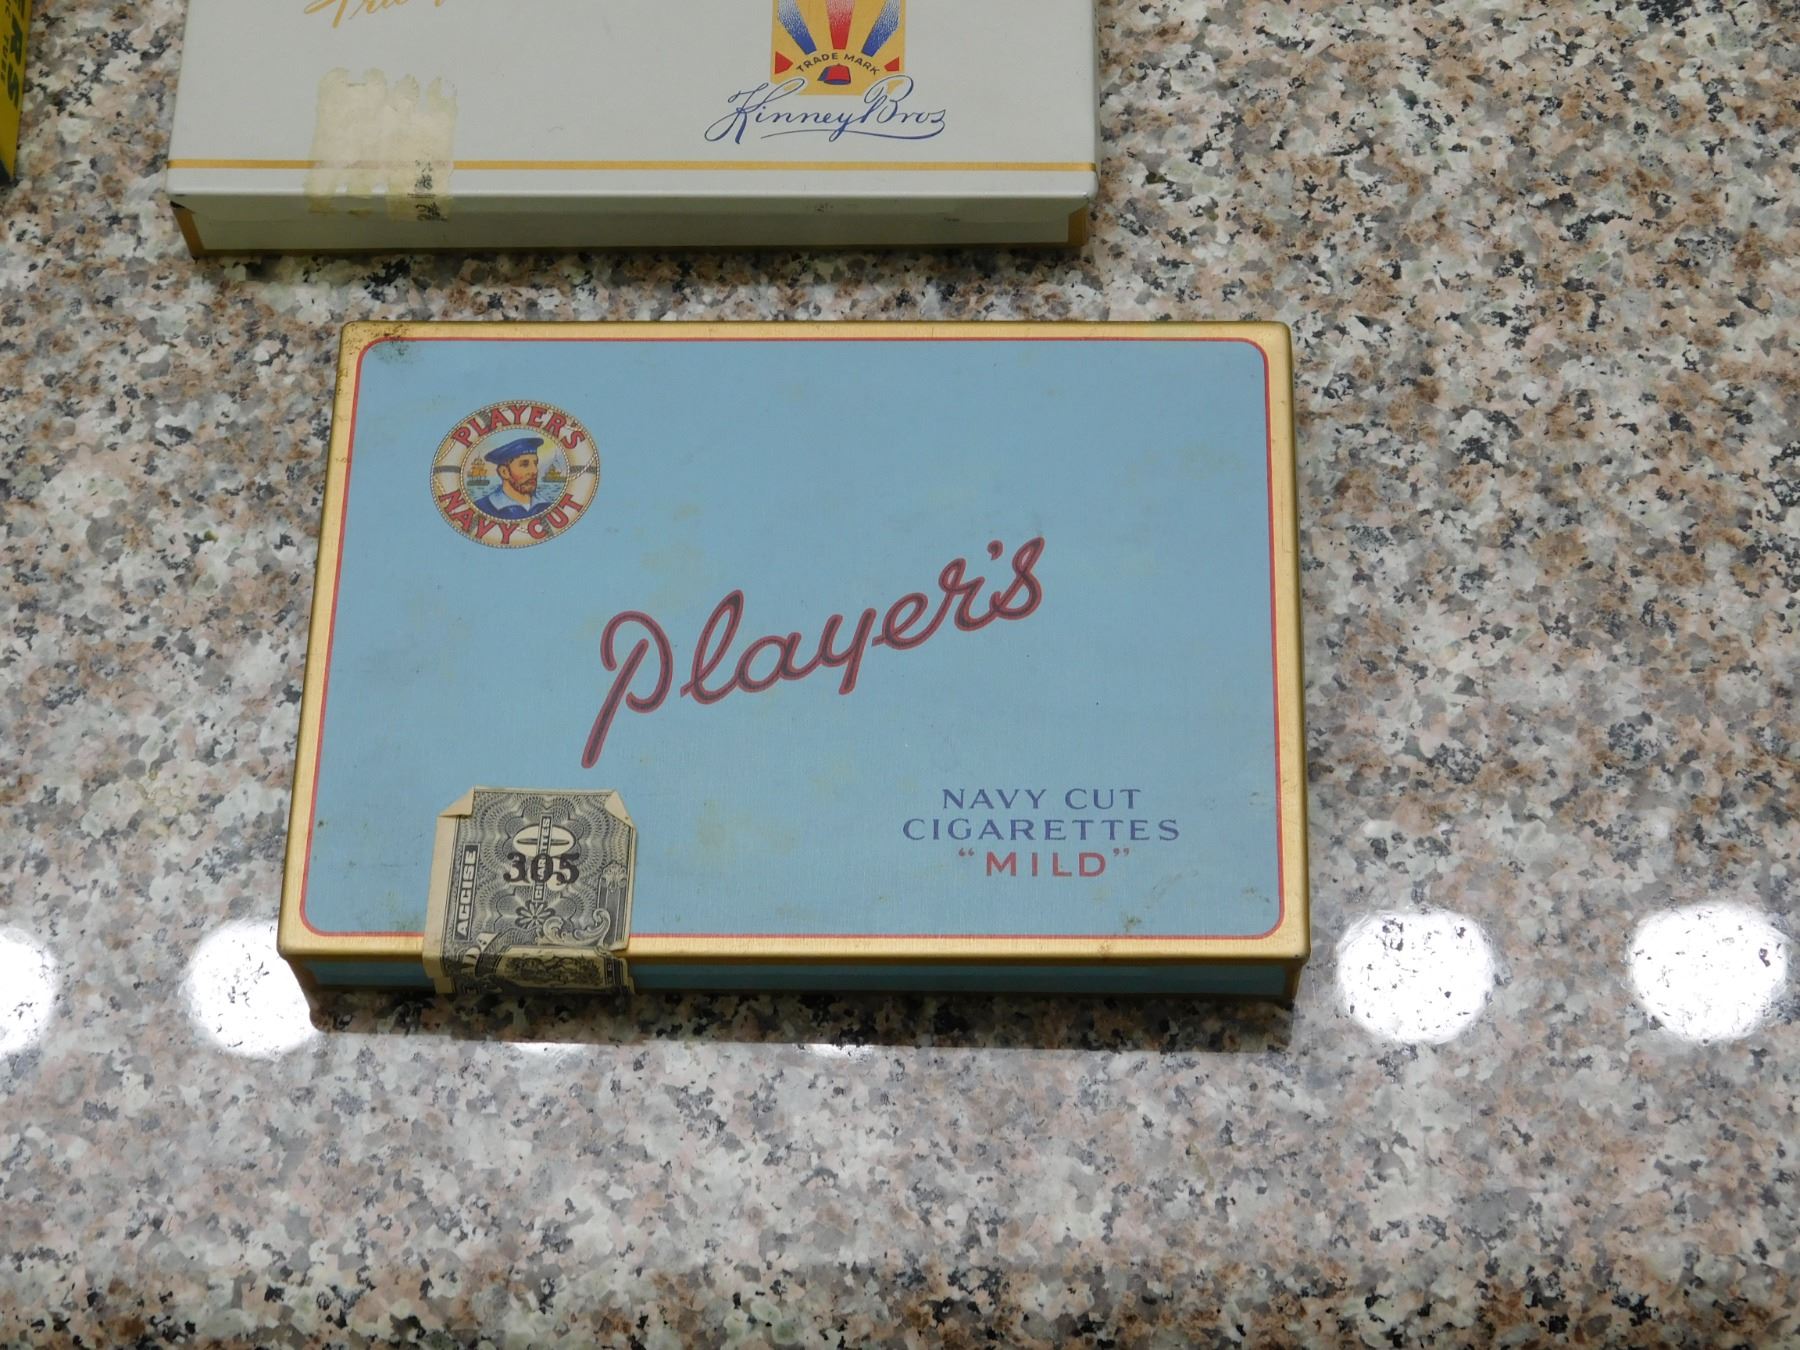 TRADE MARK
Kinney Bros
PLAYER'S
NAVY CUT
Player's
NAVY CUT
CIGARETTES
"MILD"
ACCISE
305